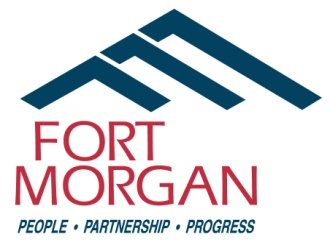 FORT
MORGAN
PEOPLE • PARTNERSHIP • PROGRESS